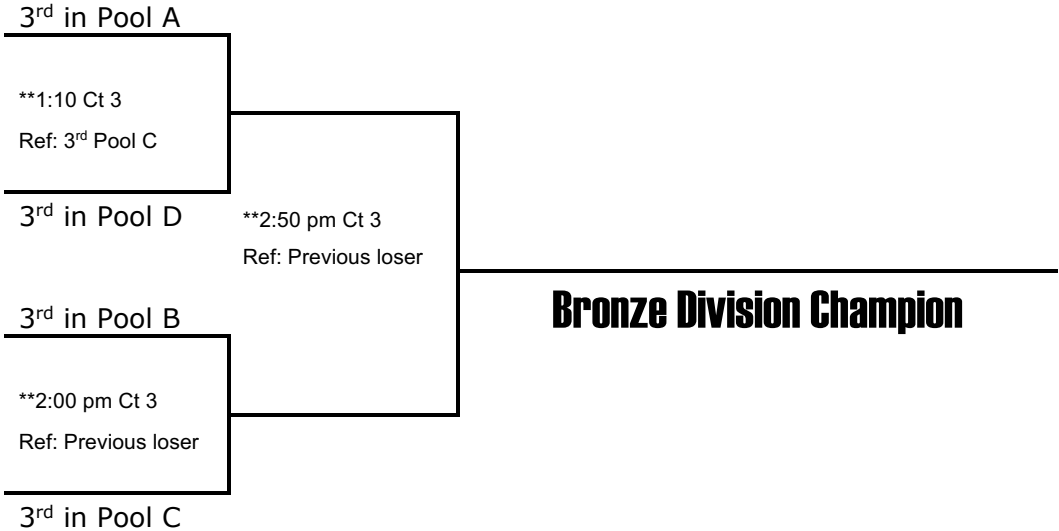 3rd in Pool A
**1:10 Ct 3
Ref: 3rd Pool C
3rd in Pool D
**2:50 pm Ct 3
Ref: Previous loser
Bronze Division Champion
3rd in Pool B
**2:00 pm Ct 3
Ref: Previous loser
3rd in Pool C